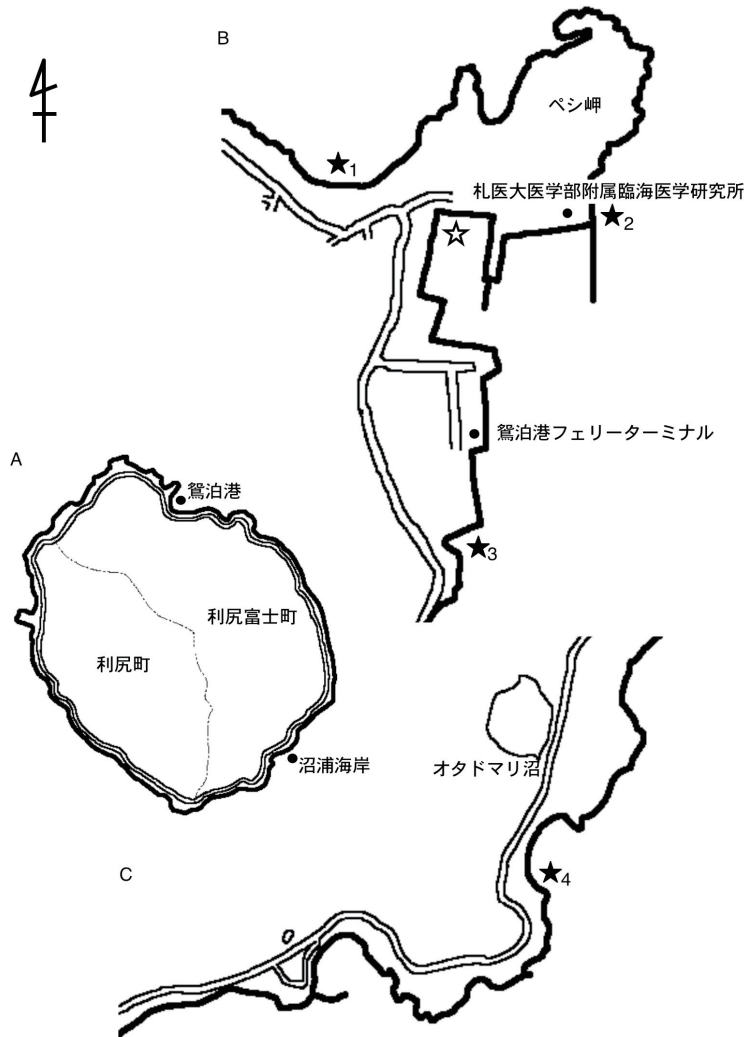 B
ペシ岬
★1
札医大医学部附属臨海医学研究所
★2
☆
鴛泊港フェリーターミナル
★3
A
鴛泊港
利尻富士町
利尻町
沼浦海岸
オタドマリ沼
C
★4